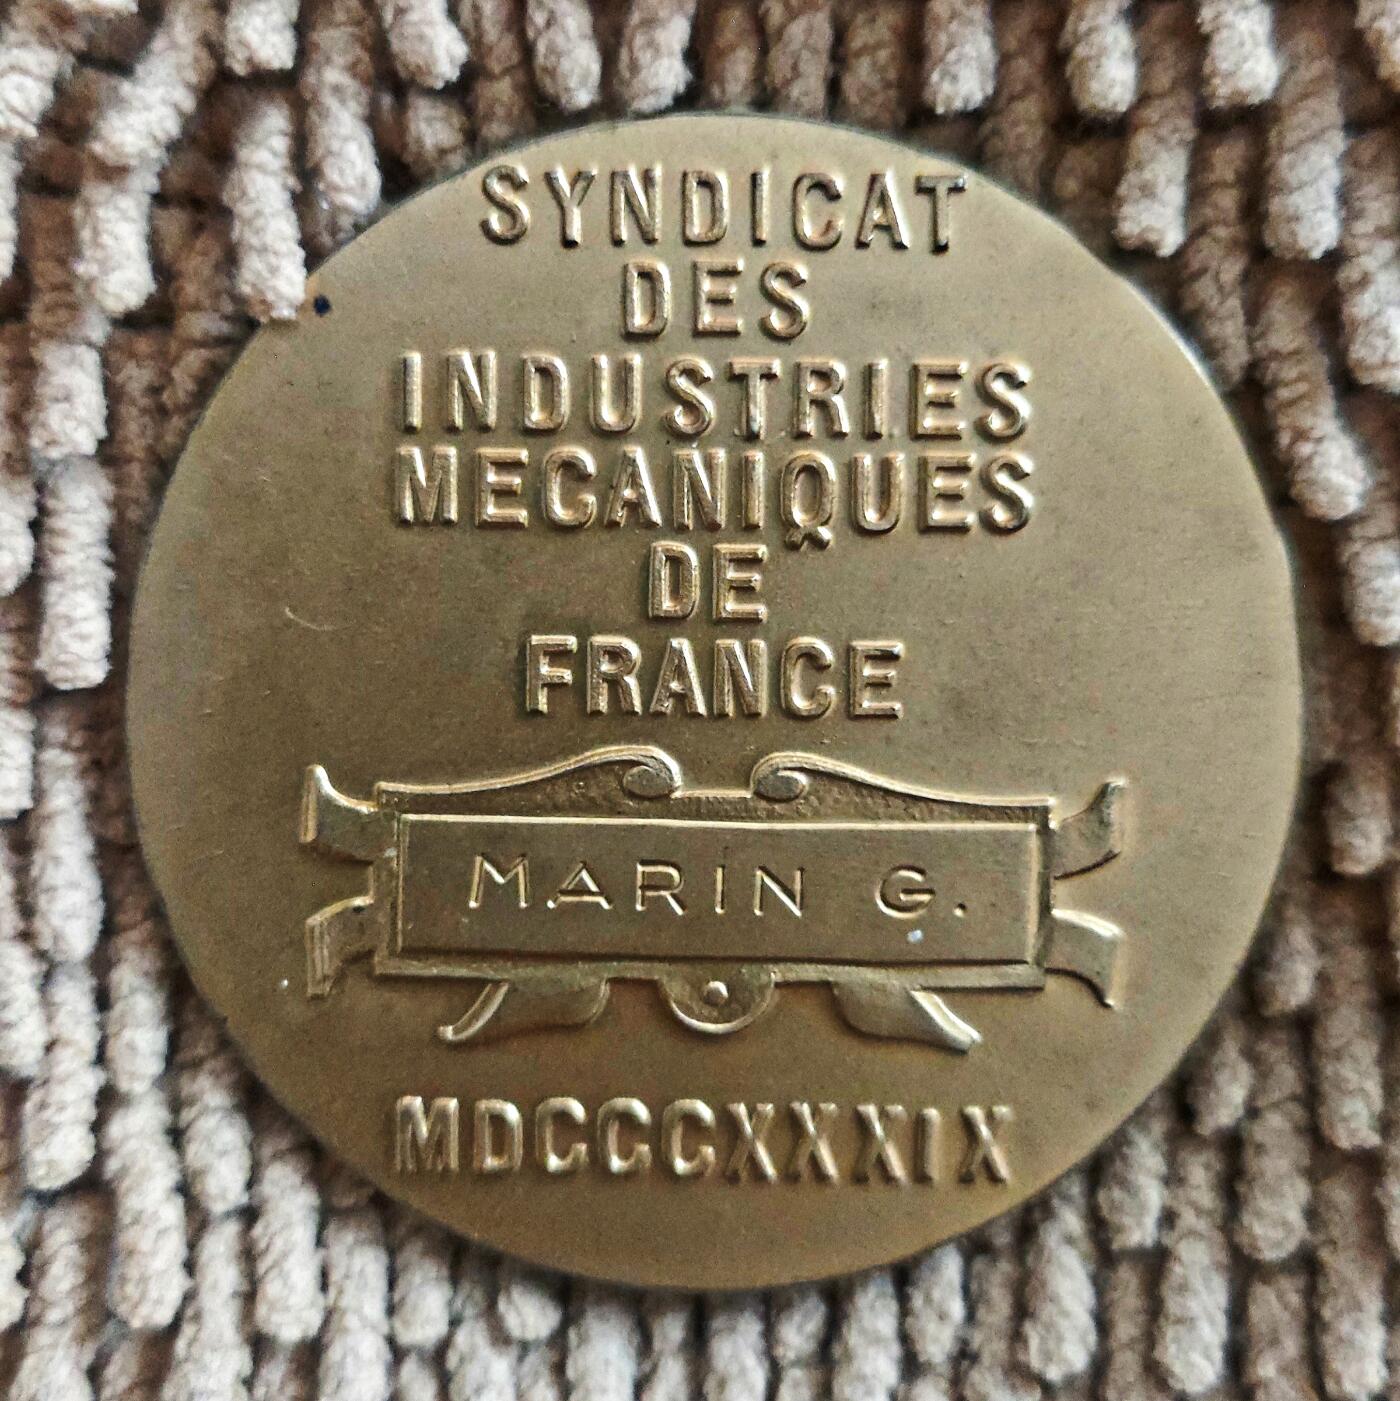 SYNDICAT
DES
INDUSTRIES
MECANIQUES
DE
FRANCE
MARIN G.
MDCCCXXXIX